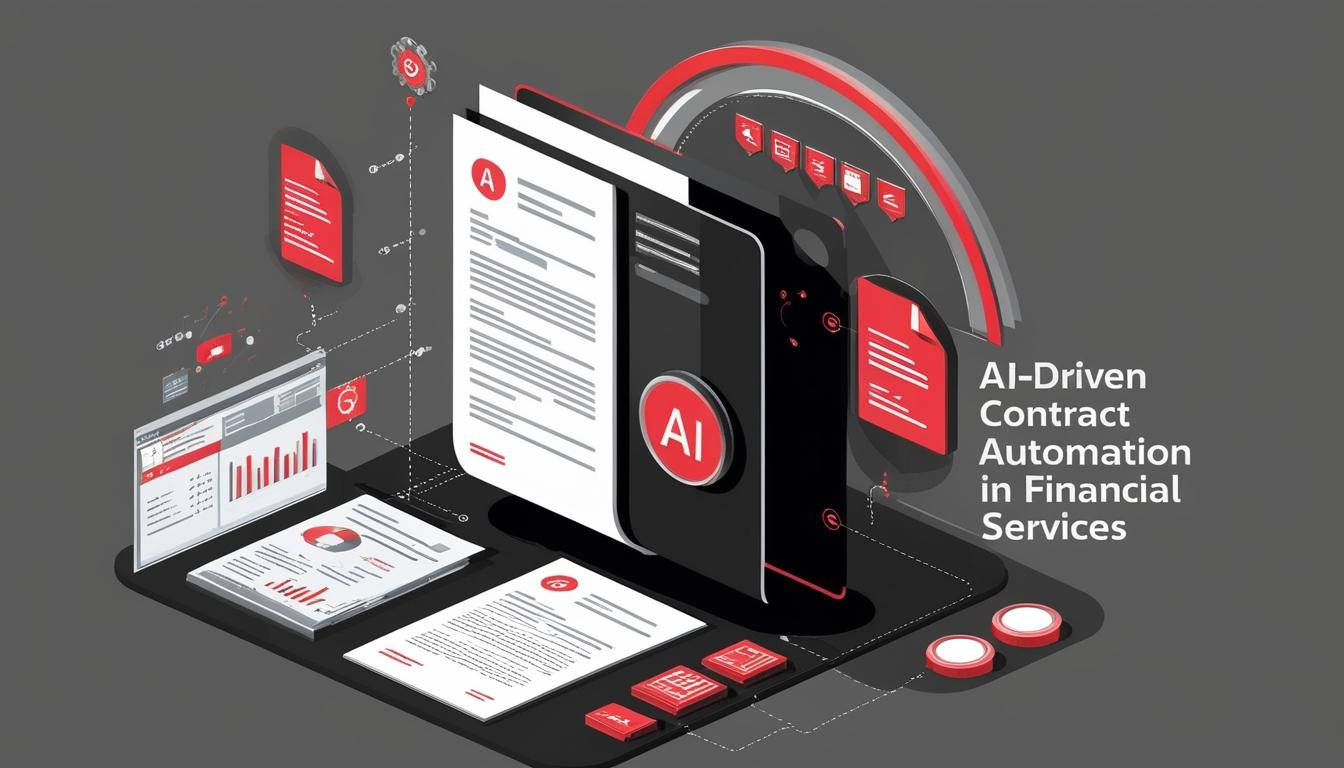 A
AI
AI-Driven
Contract
Automation
in Financial
Services